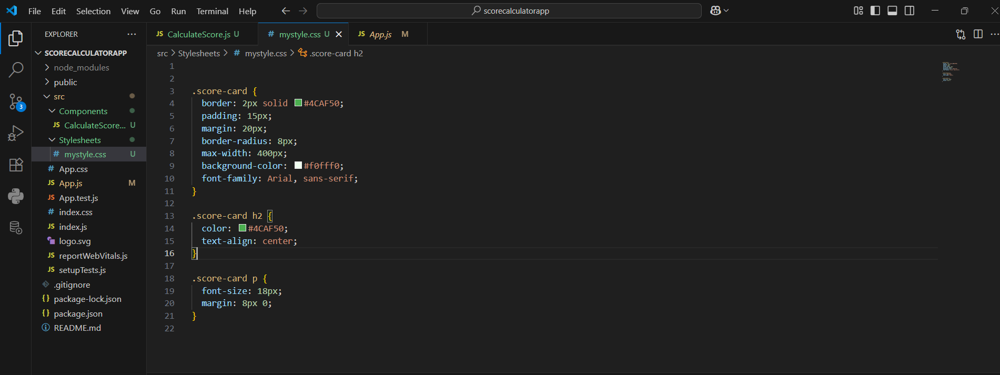 File Edit Selection View Go Run Terminal Help
scorecalculatorapp
EXPLORER
SCORECALCULATORAPP
node_modules
public
src
Components
JS CalculateScore... U
Stylesheets
# mystyle.css U
# App.css
JS App.js M
JS App.test.js
# index.css
JS index.js
logo.svg
JS reportWebVitals.js
JS setupTests.js
.gitignore
{} package-lock.json
{} package.json
README.md
3
JS CalculateScore.js U
# mystyle.css U
JS App.js M
src > Stylesheets > # mystyle.css > .score-card h2
1
2
3 .score-card {
4 border: 2px solid #4CAF50;
5 padding: 15px;
6 margin: 20px;
7 border-radius: 8px;
8 max-width: 400px;
9 background-color: #f0fff0;
10 font-family: Arial, sans-serif;
11 }
12
13 .score-card h2 {
14 color: #4CAF50;
15 text-align: center;
16 }
17
18 .score-card p {
19 font-size: 18px;
20 margin: 8px 0;
21 }
22